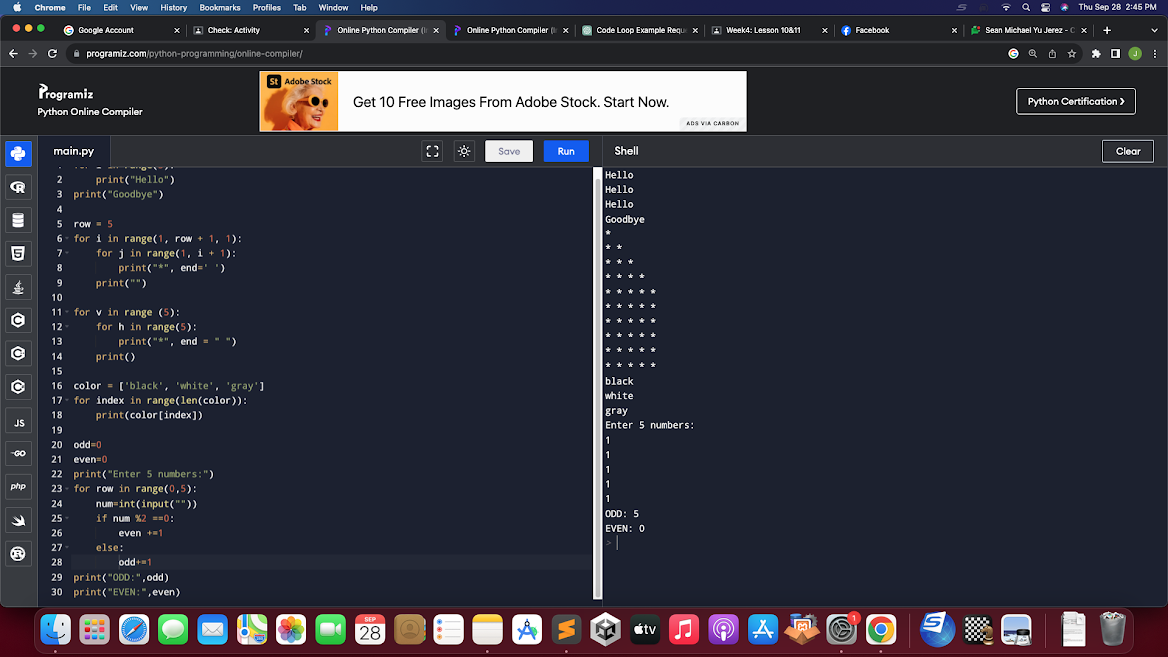 Chrome File Edit View History Bookmarks Profiles Tab Window Help Thu Sep 28 2:45 PM
Google Account Check: Activity Online Python Compiler (I Online Python Compiler (I Code Loop Example Requ Week4: Lesson 10&11 Facebook Sean Michael Yu Jerez - C
programiz.com/python-programming/online-compiler/ J
Programiz
Python Online Compiler
St Adobe Stock
Get 10 Free Images From Adobe Stock. Start Now.
ADS VIA CARBON
Python Certification
main.py Save Run Shell Clear
2 print("Hello")
3 print("Goodbye")
4
5 row = 5
6 for i in range(1, row + 1, 1):
7 for j in range(1, i + 1):
8 print("*", end=' ')
9 print("")
10
11 for v in range (5):
12 for h in range(5):
13 print("*", end = " ")
14 print()
15
16 color = ['black', 'white', 'gray']
17 for index in range(len(color)):
18 print(color[index])
19
20 odd=0
21 even=0
22 print("Enter 5 numbers:")
23 for row in range(0,5):
24 num=int(input(""))
25 if num %2 ==0:
26 even +=1
27 else:
28 odd+=1
29 print("ODD:",odd)
30 print("EVEN:",even)
Hello
Hello
Hello
Goodbye
*
* *
* * *
* * * *
* * * * *
* * * * *
* * * * *
* * * * *
* * * * *
* * * * *
black
white
gray
Enter 5 numbers:
1
1
1
1
1
ODD: 5
EVEN: 0
>
R
JS
GO
php
SEP
28
tv
1